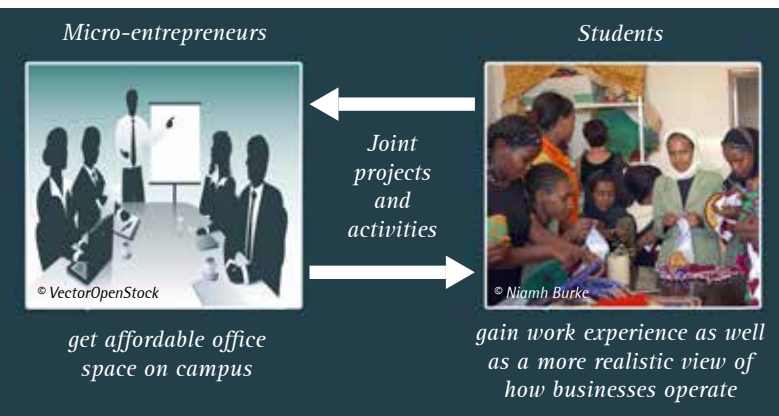 Micro-entrepreneurs
© VectorOpenStock
get affordable office
space on campus
Joint
projects
and
activities
Students
© Niamh Burke
gain work experience as well
as a more realistic view of
how businesses operate